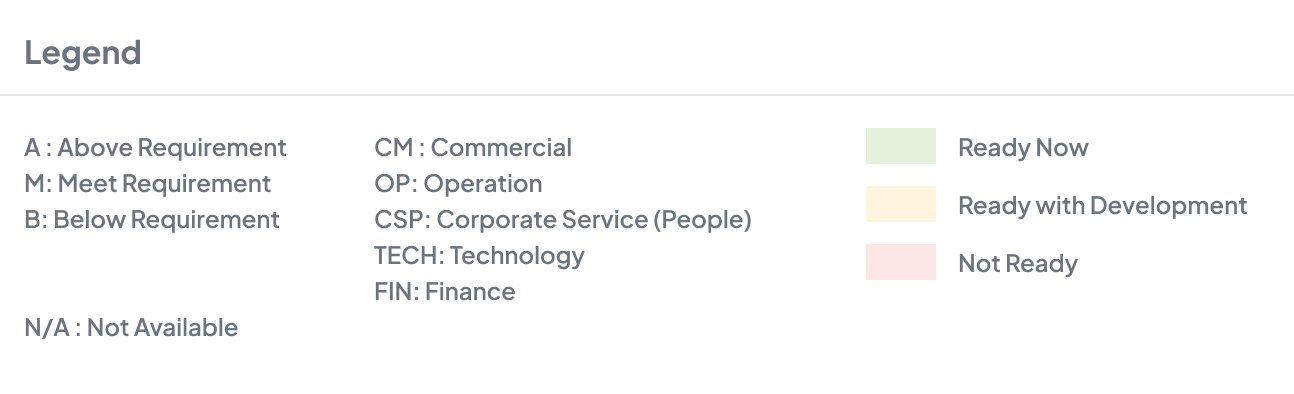 Legend
A : Above Requirement
M: Meet Requirement
B: Below Requirement
N/A : Not Available
CM : Commercial
OP: Operation
CSP: Corporate Service (People)
TECH: Technology
FIN: Finance
Ready Now
Ready with Development
Not Ready